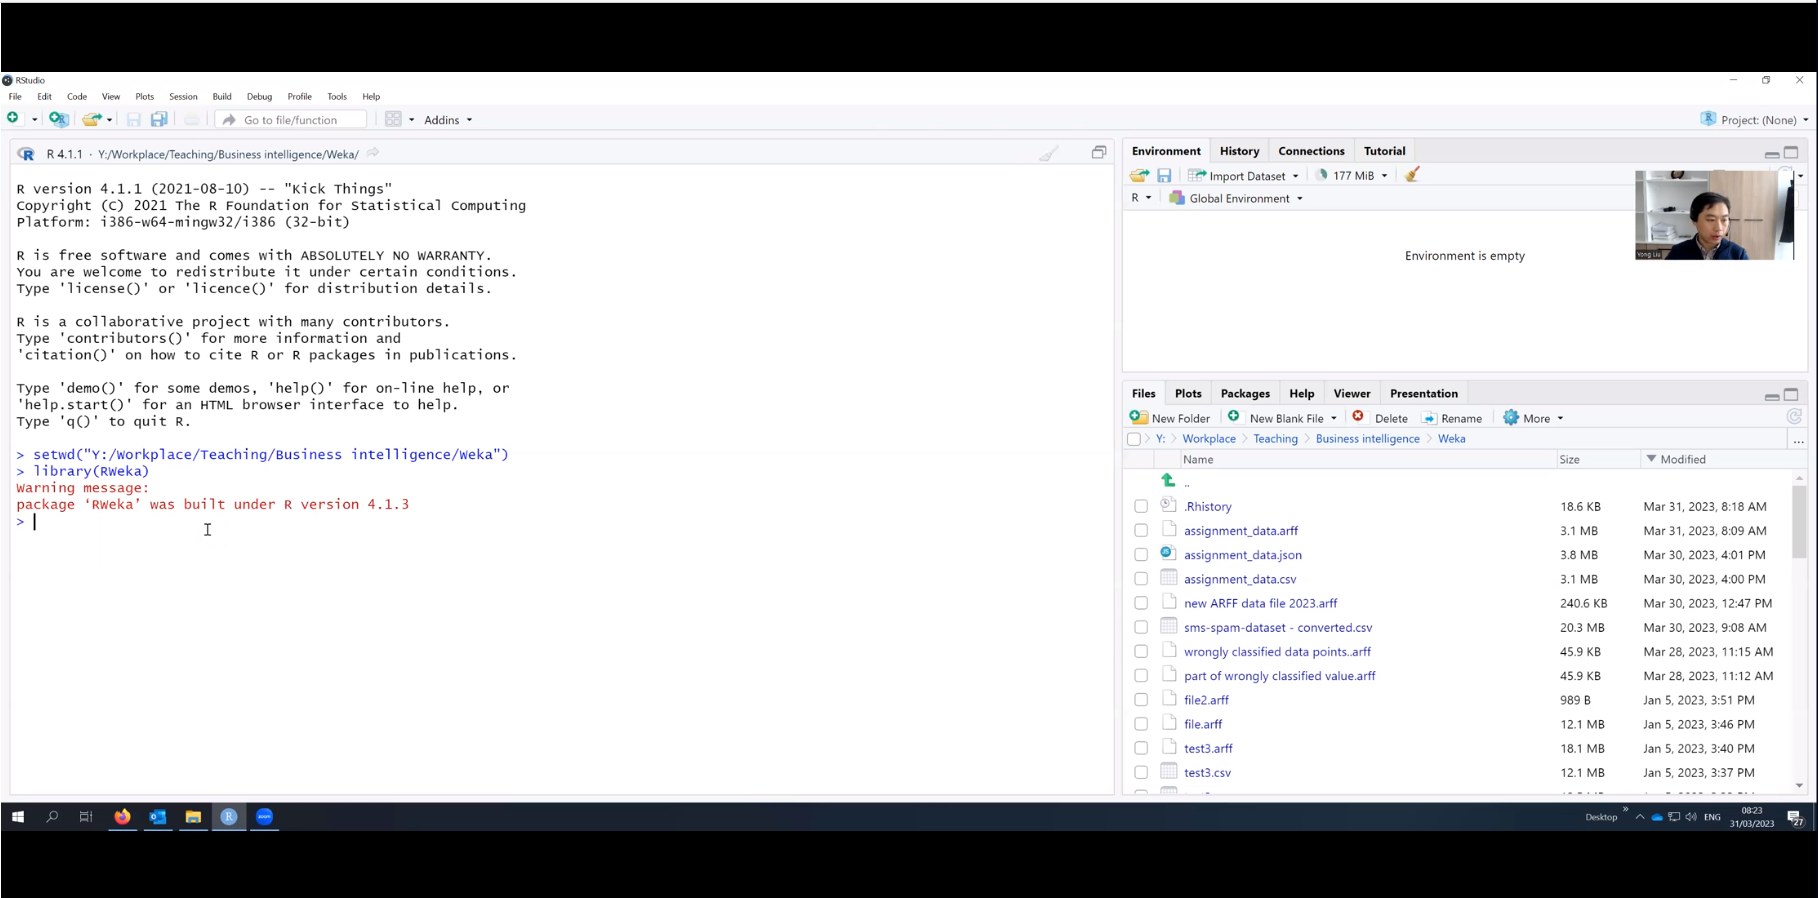 RStudio
File Edit Code View Plots Session Build Debug Profile Tools Help
Go to file/function Addins Project: (None)
R 4.1.1 · Y:/Workplace/Teaching/Business intelligence/Weka/
R version 4.1.1 (2021-08-10) -- "Kick Things"
Copyright (C) 2021 The R Foundation for Statistical Computing
Platform: i386-w64-mingw32/i386 (32-bit)
R is free software and comes with ABSOLUTELY NO WARRANTY.
You are welcome to redistribute it under certain conditions.
Type 'license()' or 'licence()' for distribution details.
R is a collaborative project with many contributors.
Type 'contributors()' for more information and
'citation()' on how to cite R or R packages in publications.
Type 'demo()' for some demos, 'help()' for on-line help, or
'help.start()' for an HTML browser interface to help.
Type 'q()' to quit R.
> setwd("Y:/Workplace/Teaching/Business intelligence/Weka")
> library(RWeka)
Warning message:
package ‘RWeka’ was built under R version 4.1.3
>
Environment History Connections Tutorial
Import Dataset 177 MiB
R Global Environment
Environment is empty
Yong Liu
Files Plots Packages Help Viewer Presentation
New Folder New Blank File Delete Rename More
Y: Workplace Teaching Business intelligence Weka ...
Name Size Modified
..
.Rhistory 18.6 KB Mar 31, 2023, 8:18 AM
assignment_data.arff 3.1 MB Mar 31, 2023, 8:09 AM
assignment_data.json 3.8 MB Mar 30, 2023, 4:01 PM
assignment_data.csv 3.1 MB Mar 30, 2023, 4:00 PM
new ARFF data file 2023.arff 240.6 KB Mar 30, 2023, 12:47 PM
sms-spam-dataset - converted.csv 20.3 MB Mar 30, 2023, 9:08 AM
wrongly classified data points..arff 45.9 KB Mar 28, 2023, 11:15 AM
part of wrongly classified value.arff 45.9 KB Mar 28, 2023, 11:12 AM
file2.arff 989 B Jan 5, 2023, 3:51 PM
file.arff 12.1 MB Jan 5, 2023, 3:46 PM
test3.arff 18.1 MB Jan 5, 2023, 3:40 PM
test3.csv 12.1 MB Jan 5, 2023, 3:37 PM
Desktop ENG 08:23
31/03/2023 27